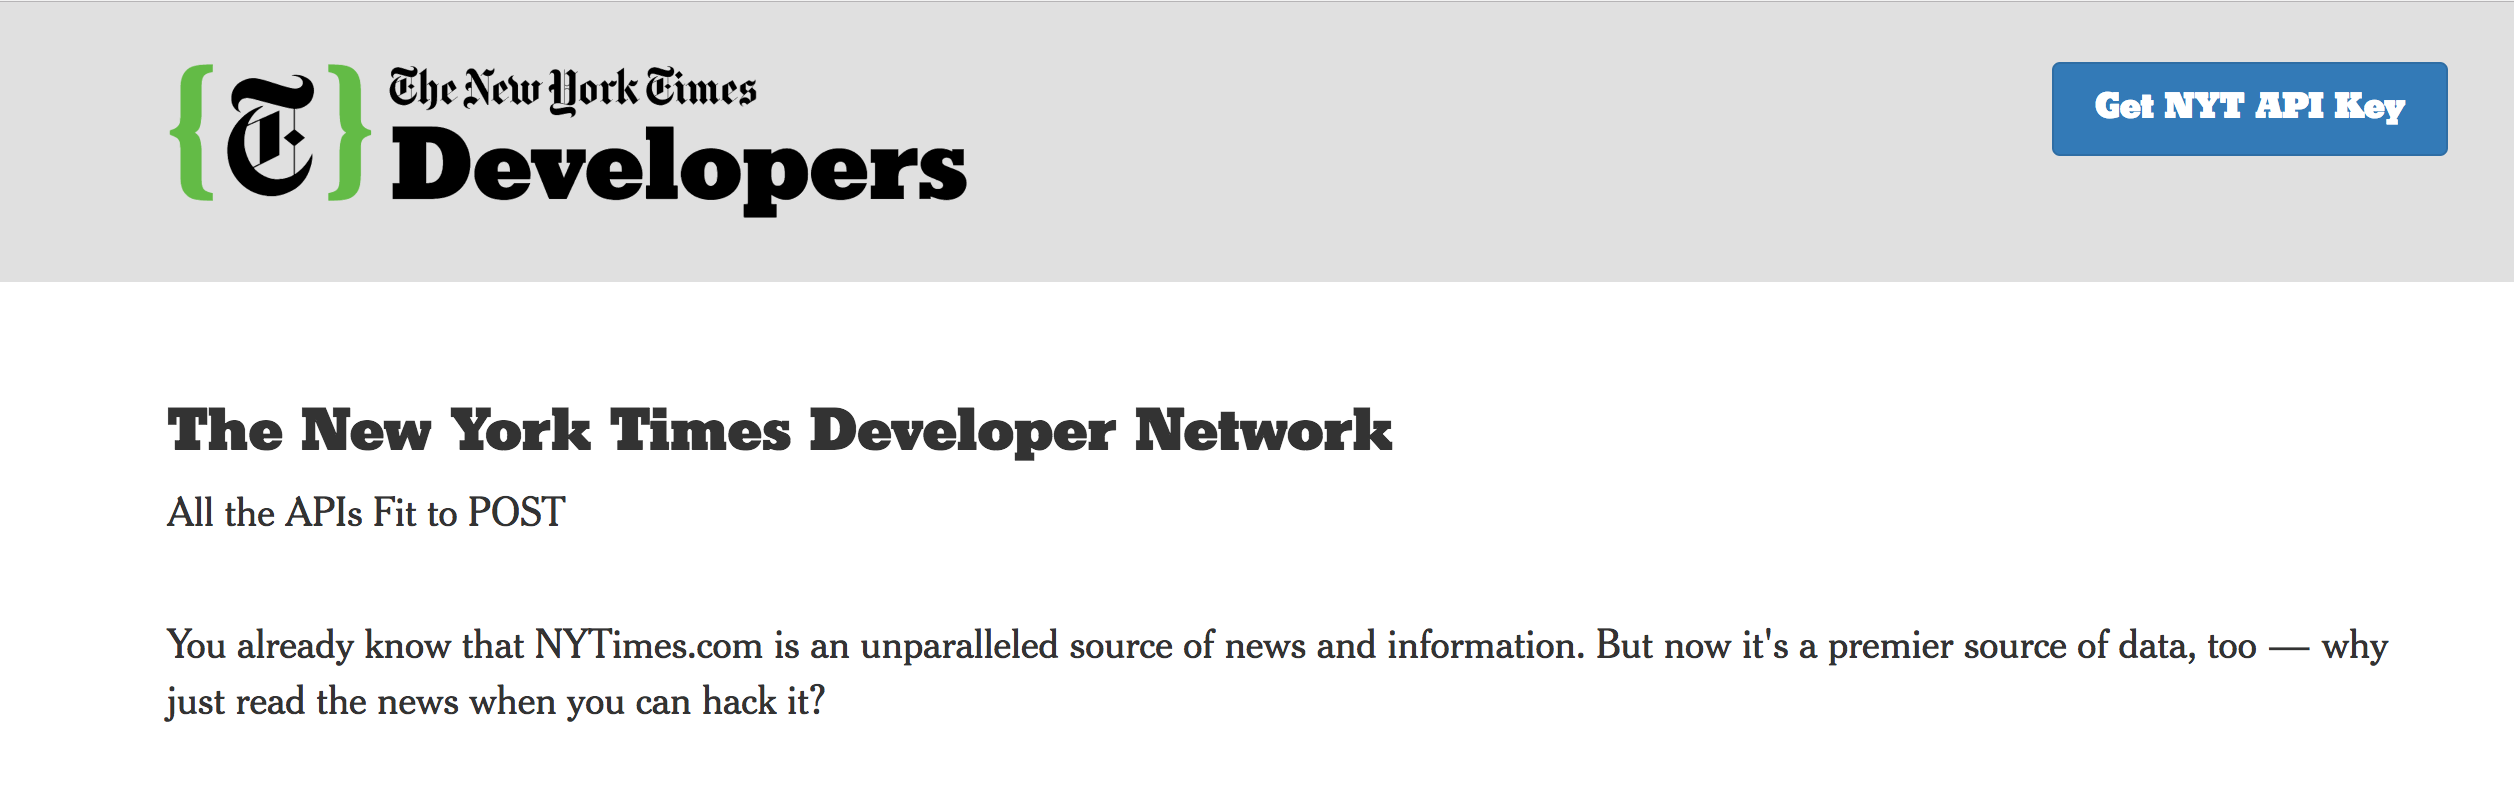 {T} The New York Times
Developers
Get NYT API Key
The New York Times Developer Network
All the APIs Fit to POST
You already know that NYTimes.com is an unparalleled source of news and information. But now it's a premier source of data, too — why
just read the news when you can hack it?